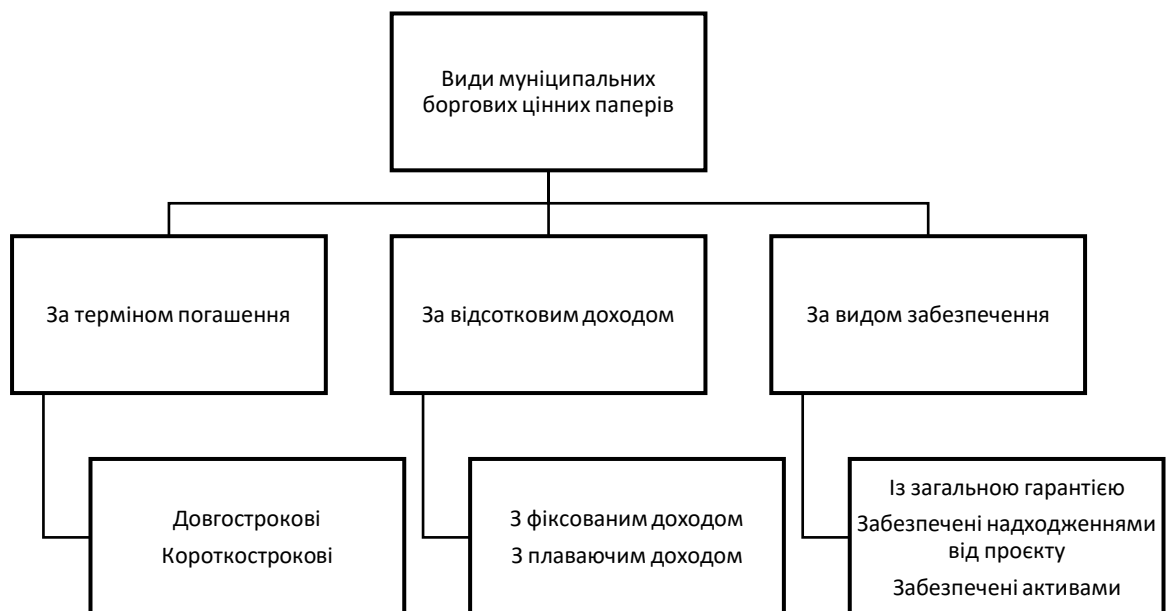 Види муніципальних
боргових цінних паперів
За терміном погашення
За відсотковим доходом
За видом забезпечення
Довгострокові
Короткострокові
З фіксованим доходом
З плаваючим доходом
Із загальною гарантією
Забезпечені надходженнями
від проєкту
Забезпечені активами